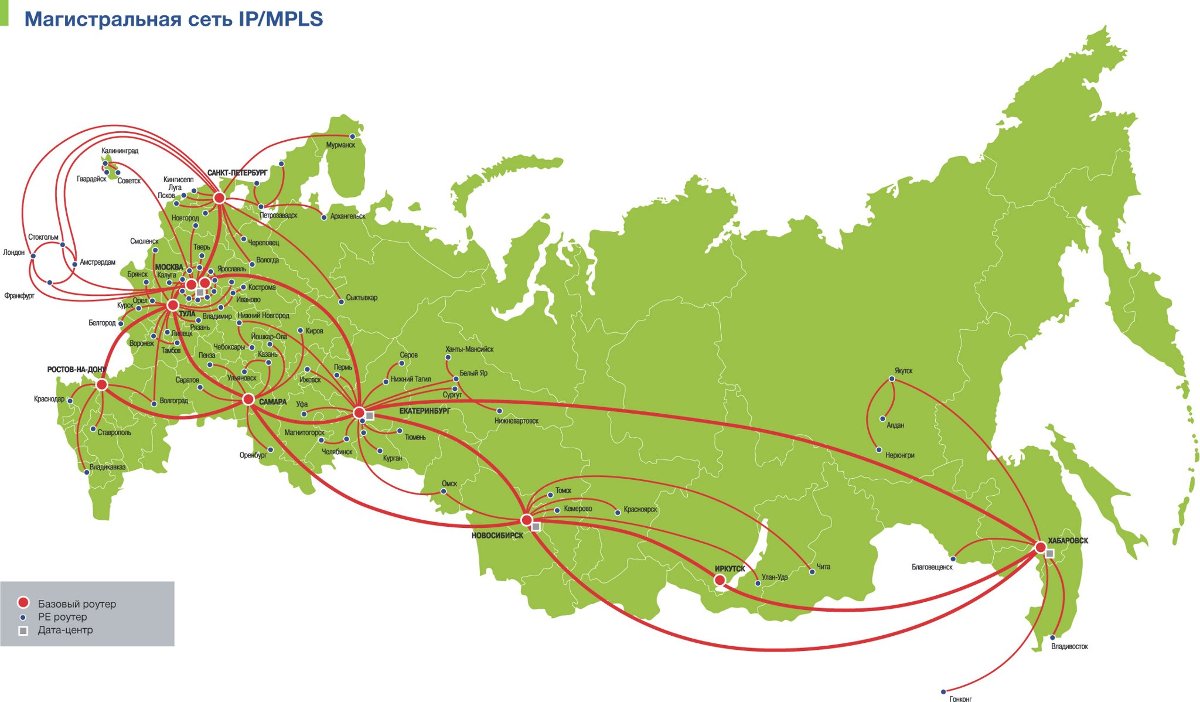 Магистральная сеть IP/MPLS
Калининград
Гвардейск
Советск
Мурманск
САНКТ-ПЕТЕРБУРГ
Кингисепп
Луга
Псков
Новгород
Петрозаводск
Архангельск
Смоленск
Тверь
Череповец
Вологда
Стокгольм
Лондон
Амстрердам
Франкфурт
МОСКВА
Ярославль
Брянск
Калуга
Кострома
Иваново
Сыктывкар
Орел
Курск
ТУЛА
Владимир
Нижний Новгород
Белгород
Рязань
Липецк
Воронеж
Тамбов
Йошкар-Ола
Киров
Чебоксары
Казань
Пенза
Ульяновск
Ижевск
Пермь
Серов
Ханты-Мансийск
Белый Яр
Нижний Тагил
Сургут
РОСТОВ-НА-ДОНУ
Саратов
Краснодар
Волгоград
САМАРА
Уфа
ЕКАТЕРИНБУРГ
Нижновартовск
Ставрополь
Магнитогорск
Тюмень
Челябинск
Курган
Оренбург
Владикавказ
Омск
Томск
Кемерово
Красноярск
НОВОСИБИРСК
Якутск
Алдан
Нерюнгри
ИРКУТСК
Улан-Удэ
Чита
Благовещенск
ХАБАРОВСК
Владивосток
Гонконг
Базовый роутер
PE роутер
Дата-центр